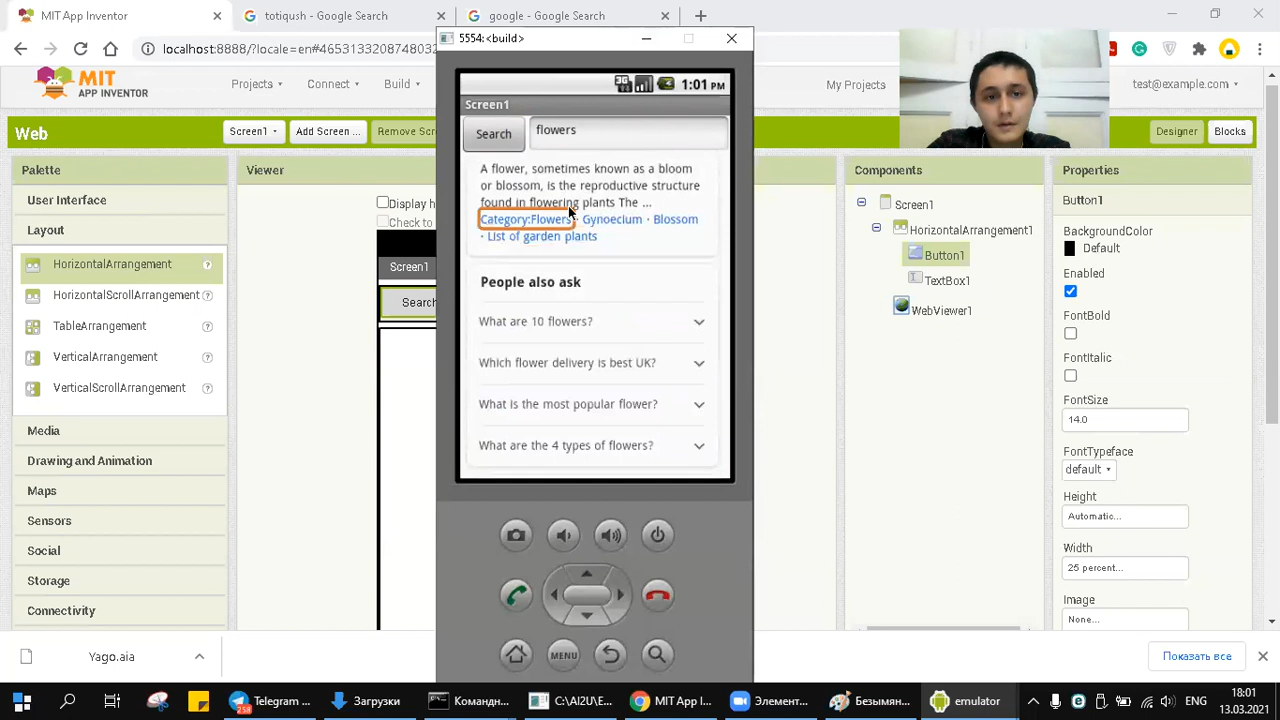 MIT App Inventor
totiqush - Google Search
google - Google Search
5554:<build>
localhost:8888/?locale=en#4653133208748032
MIT
APP INVENTOR
Projects
Connect
Build
My Projects
test@example.com
Web
Screen1
Add Screen ...
Remove Scre
Designer
Blocks
Palette
User Interface
Layout
HorizontalArrangement
HorizontalScrollArrangement
TableArrangement
VerticalArrangement
VerticalScrollArrangement
Media
Drawing and Animation
Maps
Sensors
Social
Storage
Connectivity
Viewer
Display h
Check to
Screen1
Search
3G
1:01 PM
Screen1
Search
flowers
A flower, sometimes known as a bloom
or blossom, is the reproductive structure
found in flowering plants The ...
Category:Flowers · Gynoecium · Blossom
· List of garden plants
People also ask
What are 10 flowers?
Which flower delivery is best UK?
What is the most popular flower?
What are the 4 types of flowers?
MENU
Components
Screen1
HorizontalArrangement1
Button1
TextBox1
WebViewer1
Properties
Button1
BackgroundColor
Default
Enabled
FontBold
FontItalic
FontSize
14.0
FontTypeface
default
Height
Automatic...
Width
25 percent...
Image
None...
Yago.aia
Показать все
258
Telegram ...
Загрузки
Командн...
C:\AI2U\E...
MIT App I...
Элемент...
Безымян...
emulator
ENG
18:01
13.03.2021